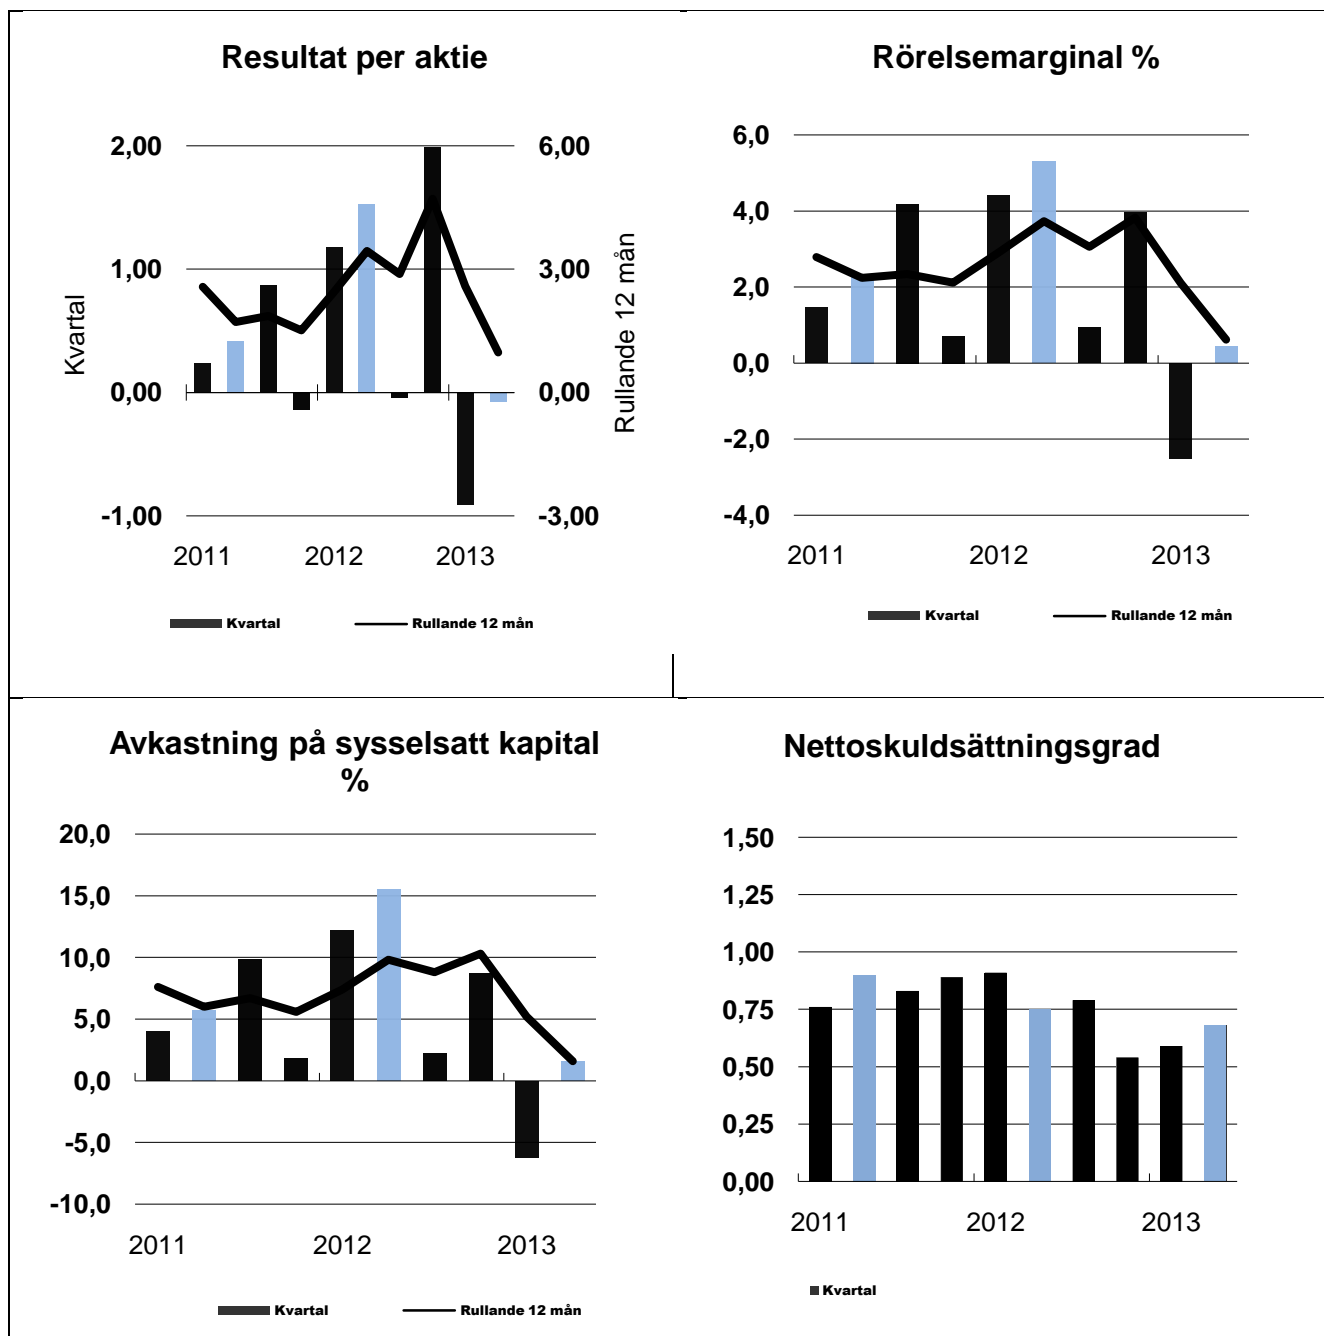 Resultat per aktie
2,00
1,00
0,00
-1,00
Kvartal
6,00
3,00
0,00
-3,00
Rullande 12 mån
2011 2012 2013
Kvartal Rullande 12 mån
Rörelsemarginal %
6,0
4,0
2,0
0,0
-2,0
-4,0
2011 2012 2013
Kvartal Rullande 12 mån
Avkastning på sysselsatt kapital
%
20,0
15,0
10,0
5,0
0,0
-5,0
-10,0
2011 2012 2013
Kvartal Rullande 12 mån
Nettoskuldsättningsgrad
1,50
1,25
1,00
0,75
0,50
0,25
0,00
2011 2012 2013
Kvartal